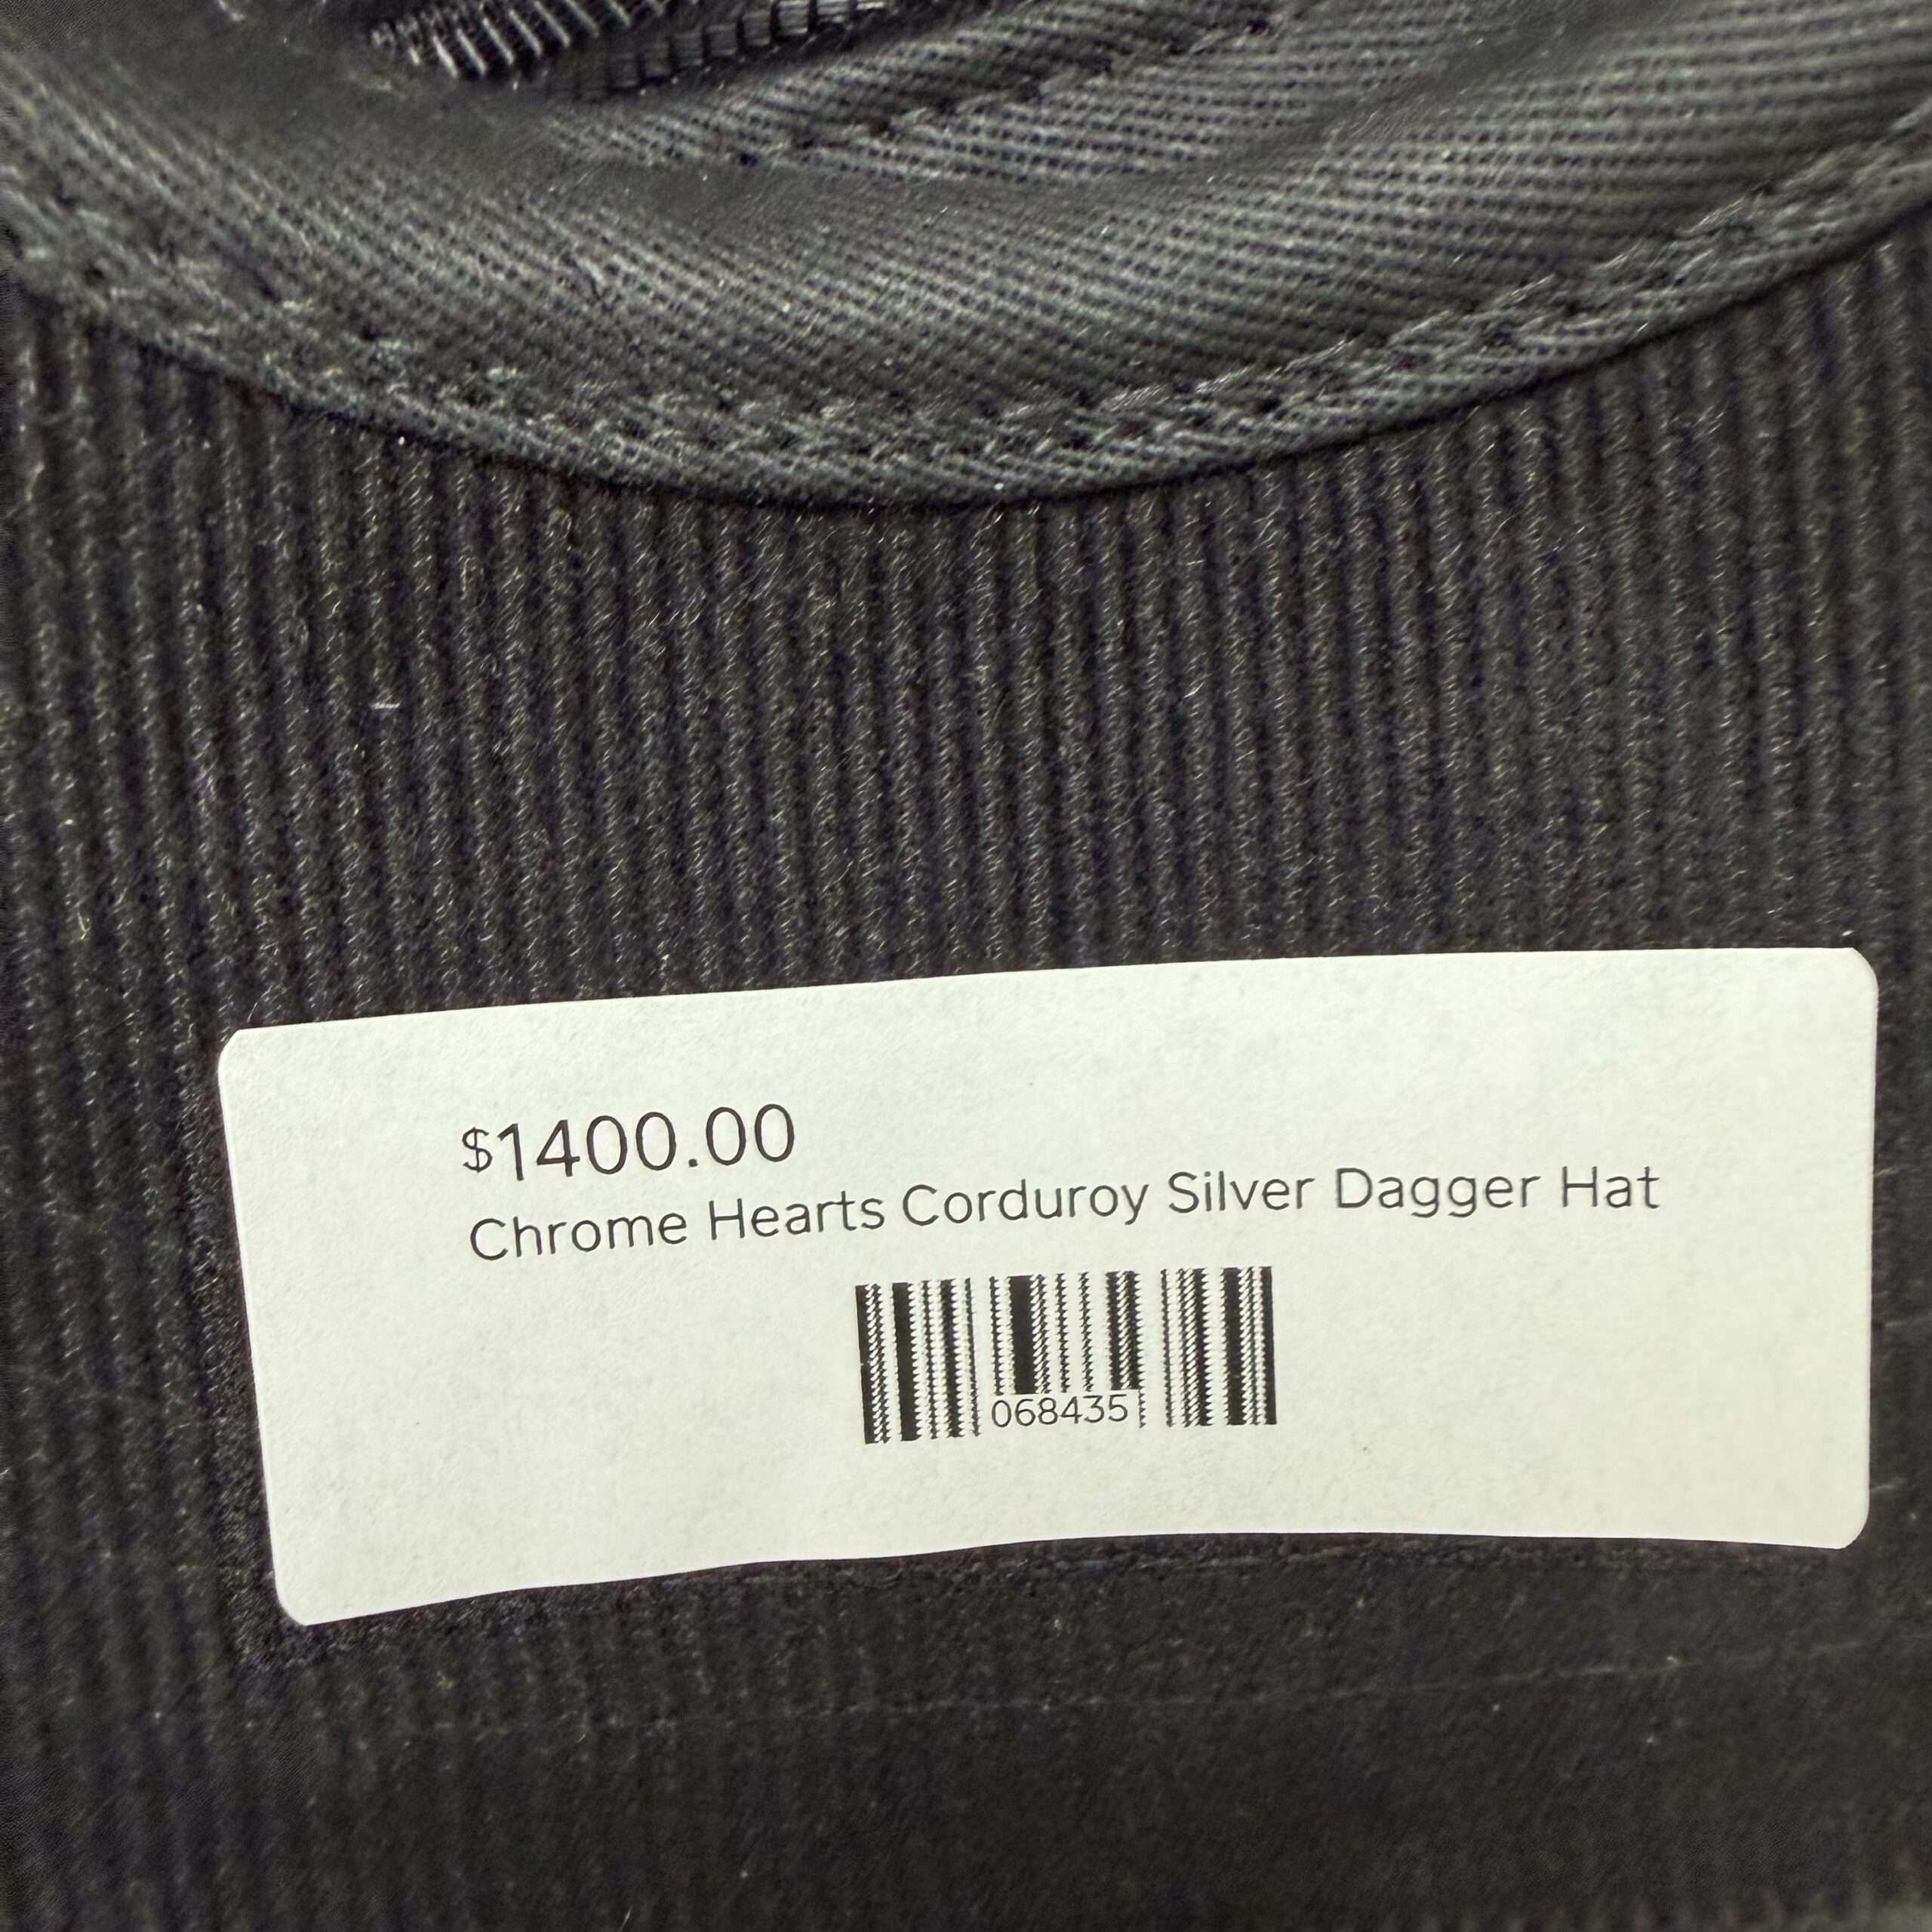 $1400.00
Chrome Hearts Corduroy Silver Dagger Hat
068435